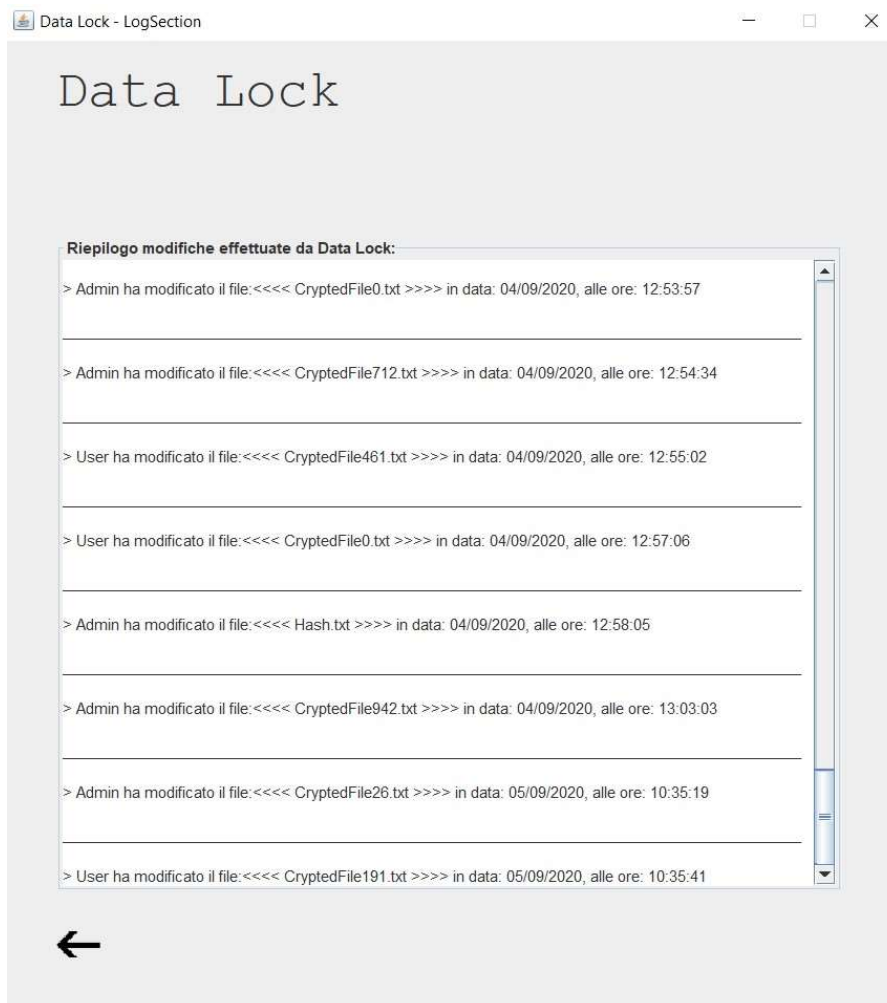 Data Lock - LogSection
Data Lock
Riepilogo modifiche effettuate da Data Lock:
> Admin ha modificato il file:<<<< CryptedFile0.txt >>>> in data: 04/09/2020, alle ore: 12:53:57
> Admin ha modificato il file:<<<< CryptedFile712.txt >>>> in data: 04/09/2020, alle ore: 12:54:34
> User ha modificato il file:<<<< CryptedFile461.txt >>>> in data: 04/09/2020, alle ore: 12:55:02
> User ha modificato il file:<<<< CryptedFile0.txt >>>> in data: 04/09/2020, alle ore: 12:57:06
> Admin ha modificato il file:<<<< Hash.txt >>>> in data: 04/09/2020, alle ore: 12:58:05
> Admin ha modificato il file:<<<< CryptedFile942.txt >>>> in data: 04/09/2020, alle ore: 13:03:03
> Admin ha modificato il file:<<<< CryptedFile26.txt >>>> in data: 05/09/2020, alle ore: 10:35:19
> User ha modificato il file:<<<< CryptedFile191.txt >>>> in data: 05/09/2020, alle ore: 10:35:41